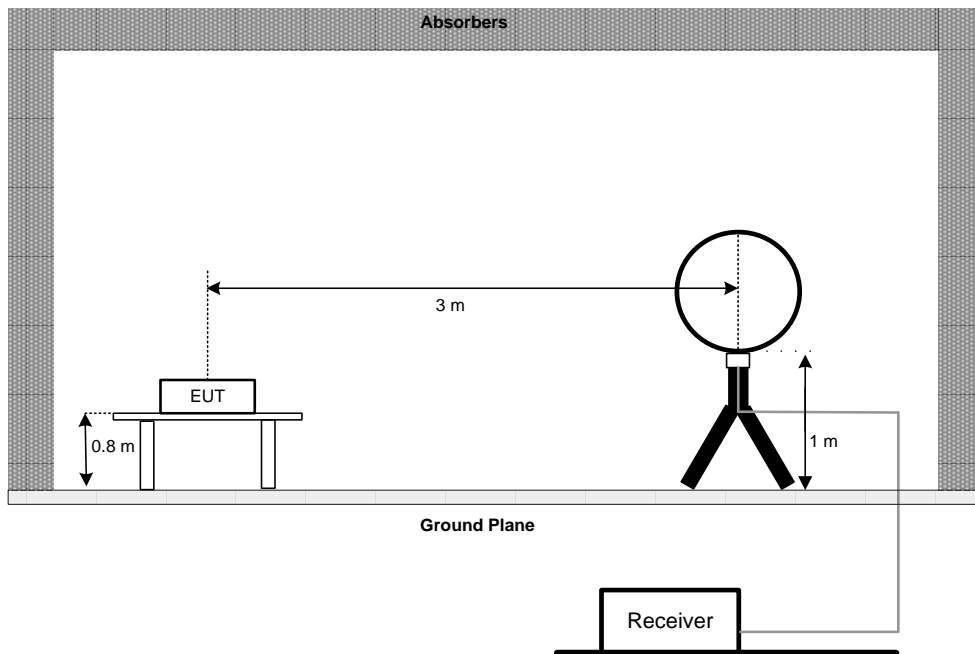 Absorbers
3 m
EUT
0.8 m
1 m
Ground Plane
Receiver